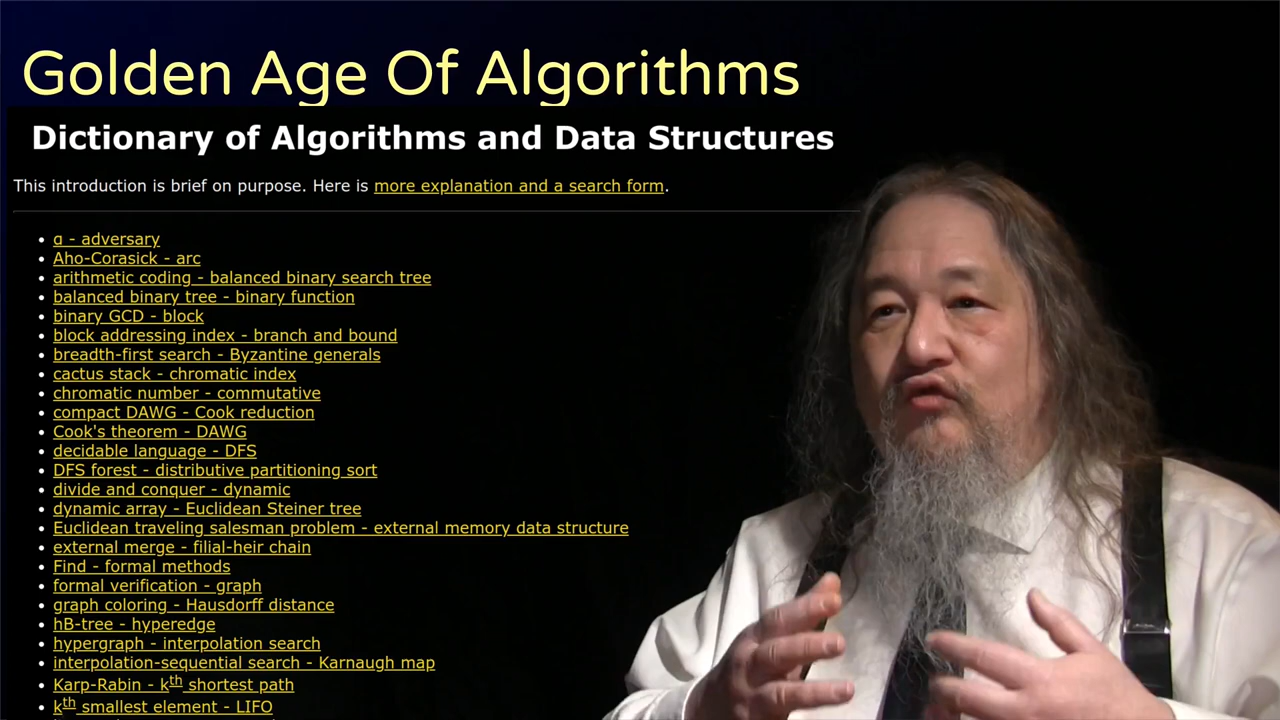 Golden Age Of Algorithms
Dictionary of Algorithms and Data Structures
This introduction is brief on purpose. Here is more explanation and a search form.
ɑ - adversary
Aho-Corasick - arc
arithmetic coding - balanced binary search tree
balanced binary tree - binary function
binary GCD - block
block addressing index - branch and bound
breadth-first search - Byzantine generals
cactus stack - chromatic index
chromatic number - commutative
compact DAWG - Cook reduction
Cook's theorem - DAWG
decidable language - DFS
DFS forest - distributive partitioning sort
divide and conquer - dynamic
dynamic array - Euclidean Steiner tree
Euclidean traveling salesman problem - external memory data structure
external merge - filial-heir chain
Find - formal methods
formal verification - graph
graph coloring - Hausdorff distance
hB-tree - hyperedge
hypergraph - interpolation search
interpolation-sequential search - Karnaugh map
Karp-Rabin - kth shortest path
kth smallest element - LIFO